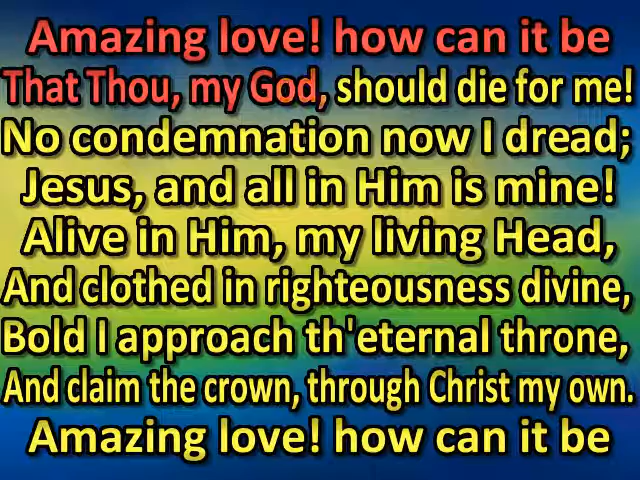 Amazing love! how can it be
That Thou, my God, should die for me!
No condemnation now I dread;
Jesus, and all in Him is mine!
Alive in Him, my living Head,
And clothed in righteousness divine,
Bold I approach th'eternal throne,
And claim the crown, through Christ my own.
Amazing love! how can it be